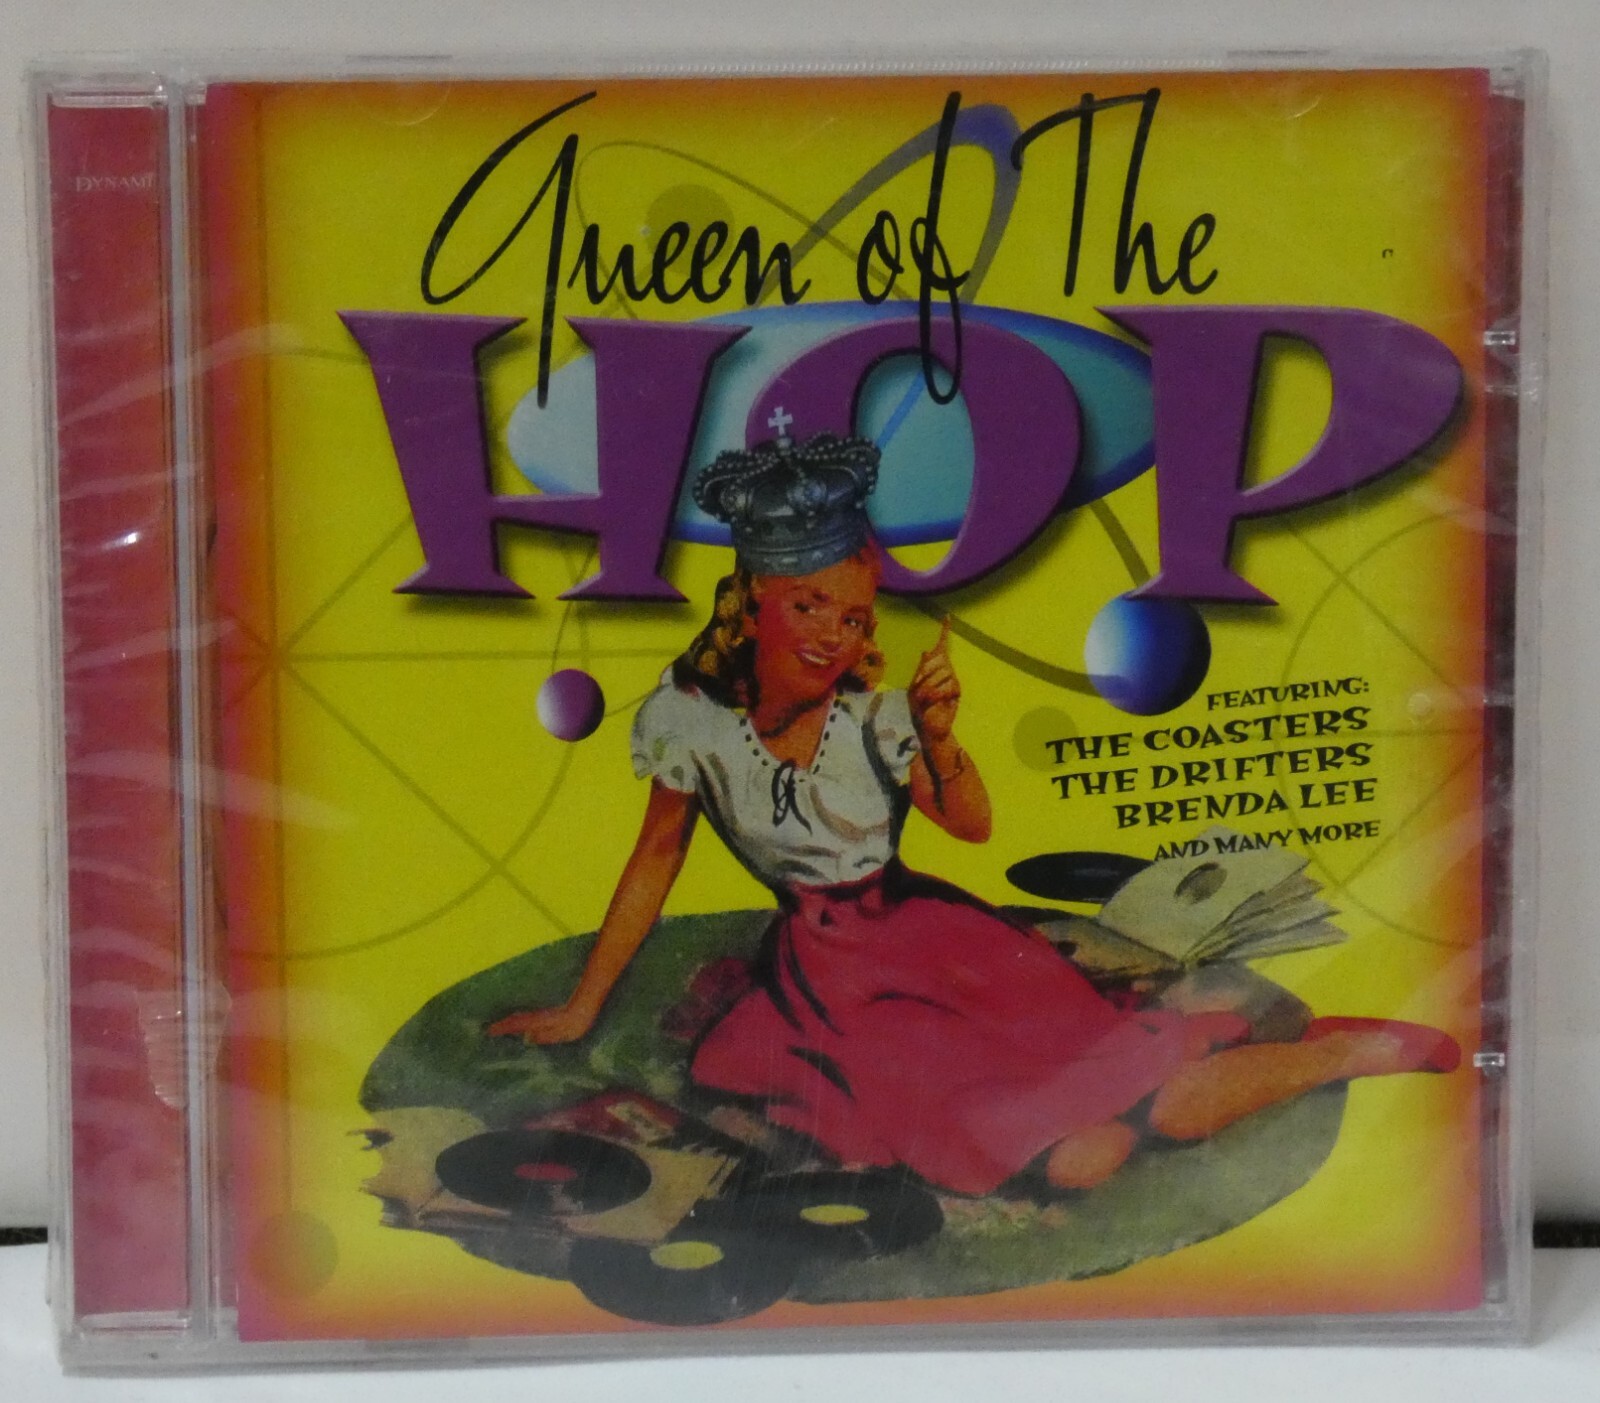 Queen of The
HOP
FEATURING:
THE COASTERS
THE DRIFTERS
BRENDA LEE
AND MANY MORE